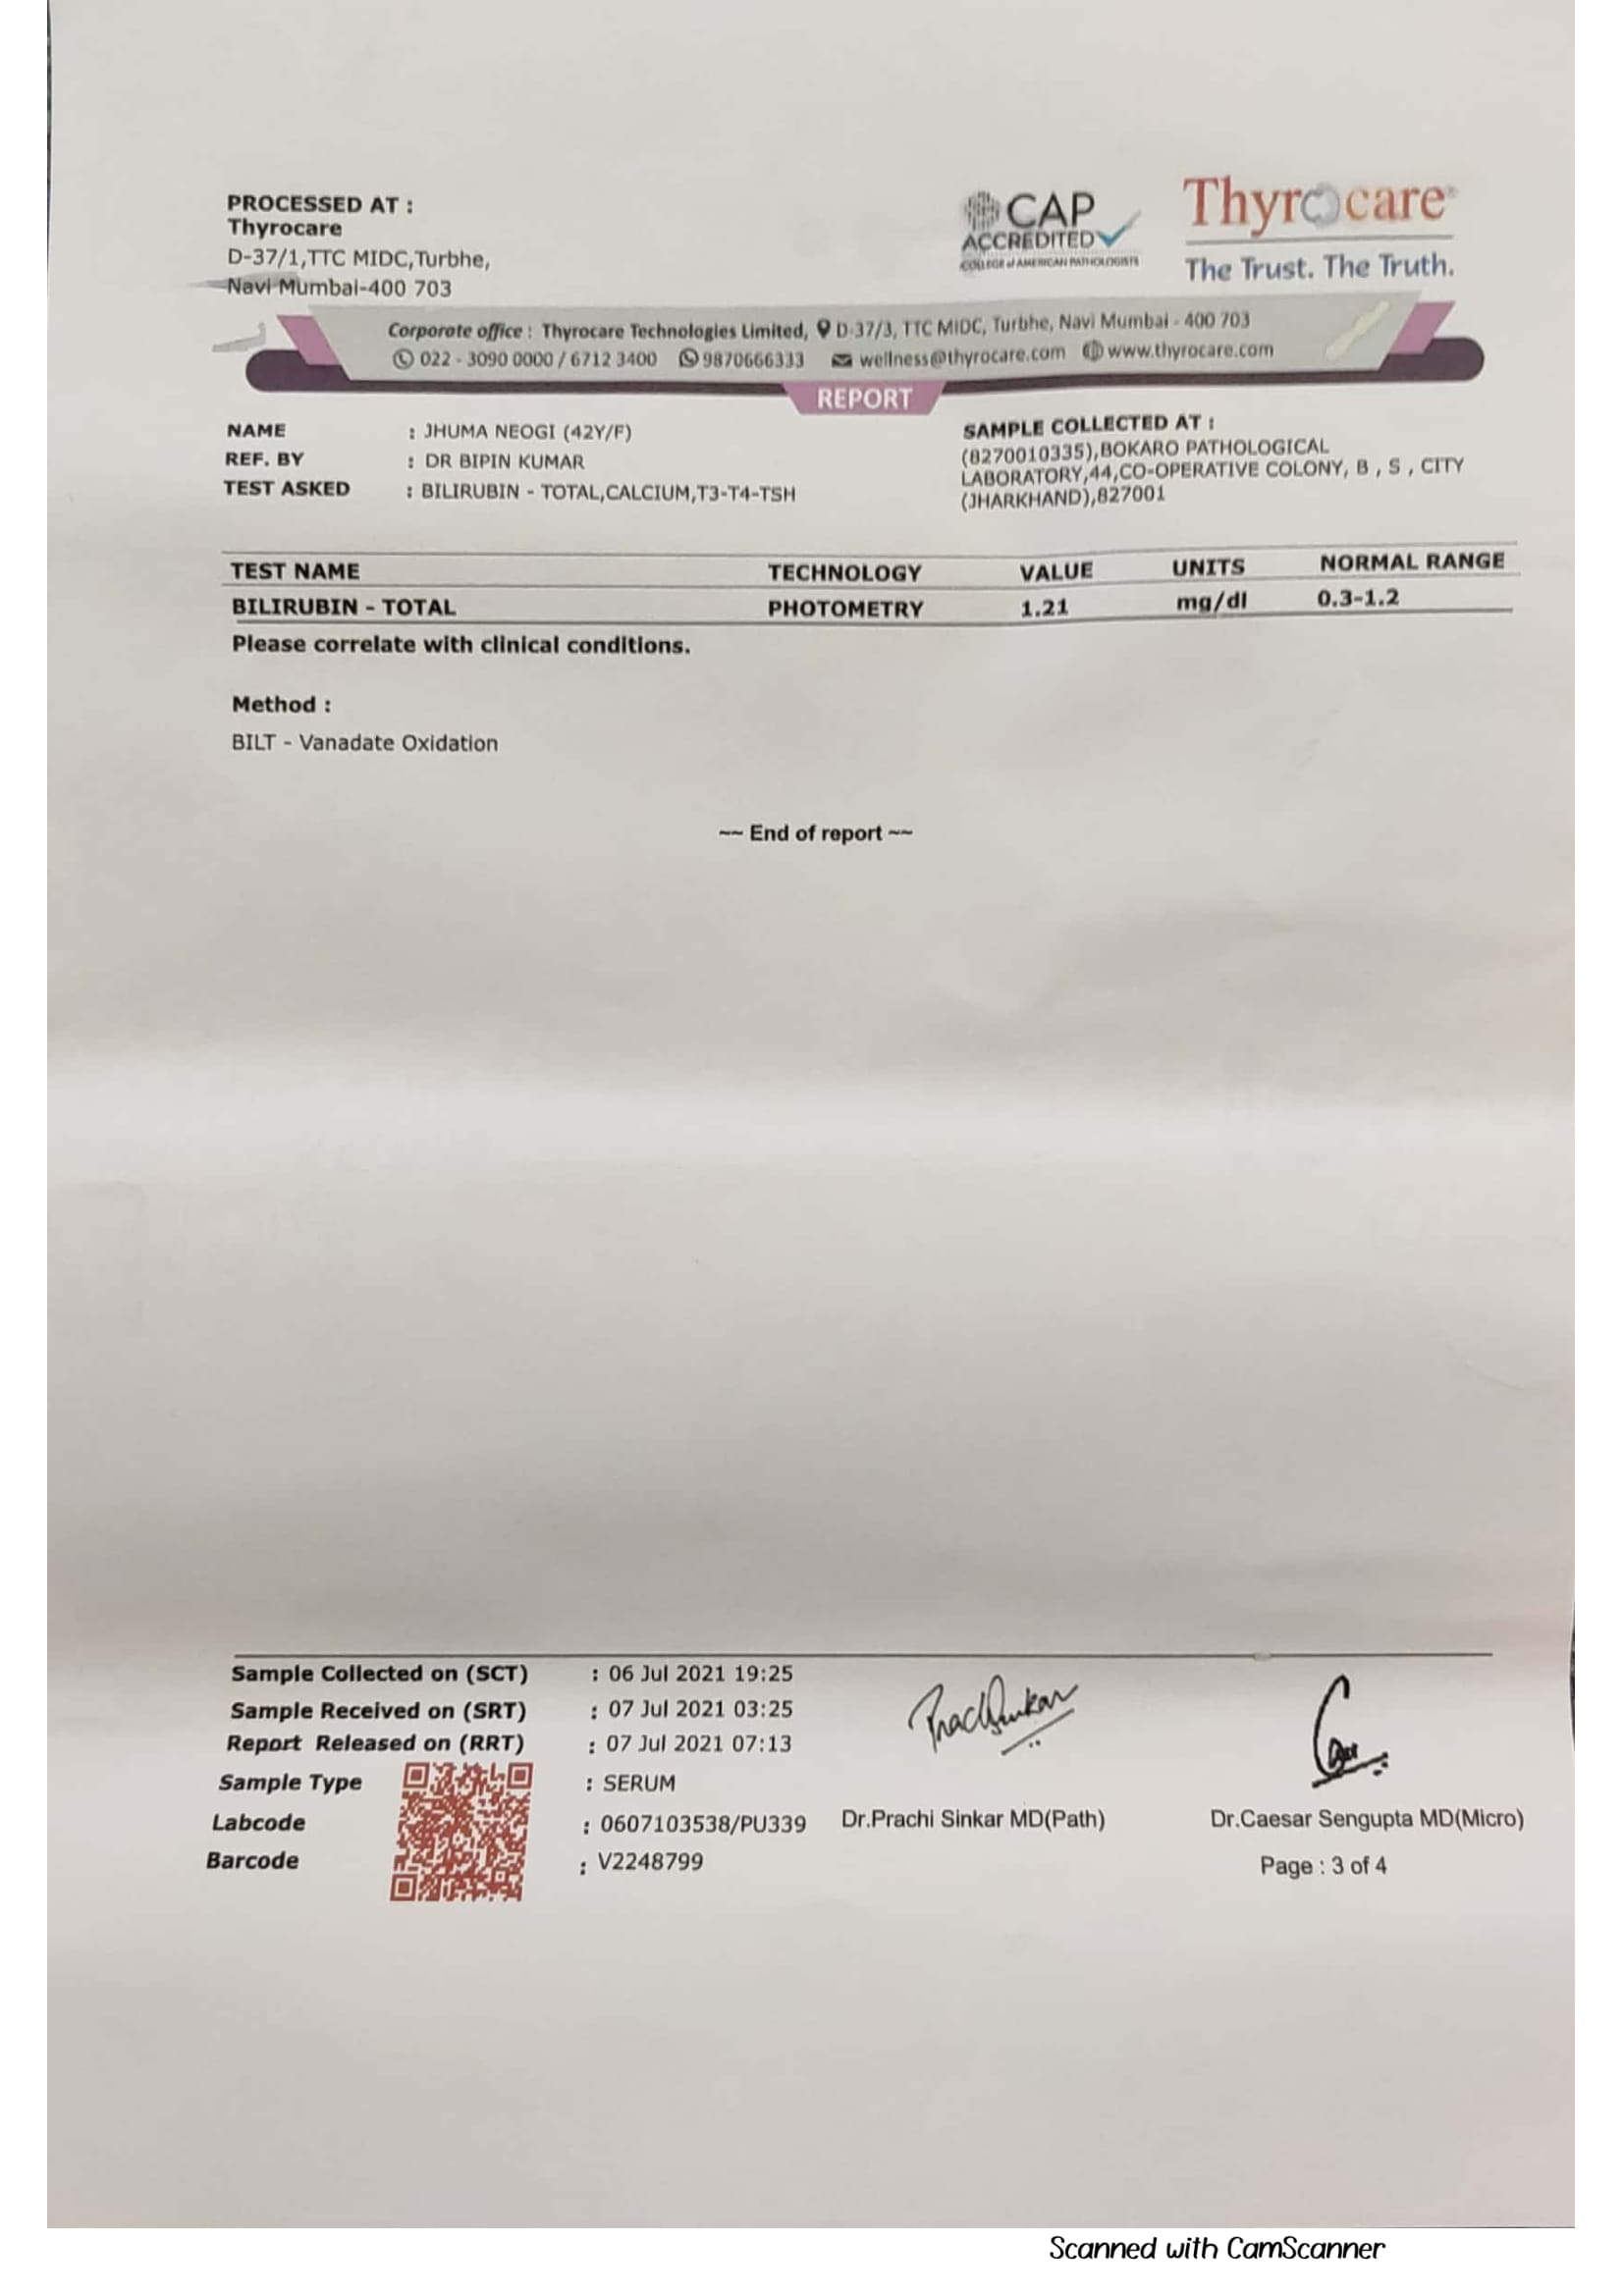 PROCESSED AT :
Thyrocare
D-37/1,TTC MIDC,Turbhe,
Navi Mumbai-400 703
CAP
ACCREDITED
COLLEGE of AMERICAN PATHOLOGISTS
Thyrocare®
The Trust. The Truth.
Corporate office : Thyrocare Technologies Limited, D-37/3, TTC MIDC, Turbhe, Navi Mumbai - 400 703
022 - 3090 0000 / 6712 3400 9870666333 wellness@thyrocare.com www.thyrocare.com
REPORT
NAME : JHUMA NEOGI (42Y/F)
REF. BY : DR BIPIN KUMAR
TEST ASKED : BILIRUBIN - TOTAL,CALCIUM,T3-T4-TSH
SAMPLE COLLECTED AT :
(8270010335),BOKARO PATHOLOGICAL
LABORATORY,44,CO-OPERATIVE COLONY, B , S , CITY
(JHARKHAND),827001
TEST NAME TECHNOLOGY VALUE UNITS NORMAL RANGE
BILIRUBIN - TOTAL PHOTOMETRY 1.21 mg/dl 0.3-1.2
Please correlate with clinical conditions.
Method :
BILT - Vanadate Oxidation
~~ End of report ~~
Sample Collected on (SCT) : 06 Jul 2021 19:25
Sample Received on (SRT) : 07 Jul 2021 03:25
Report Released on (RRT) : 07 Jul 2021 07:13
Sample Type : SERUM
Labcode : 0607103538/PU339
Barcode : V2248799
Dr.Prachi Sinkar MD(Path)
Dr.Caesar Sengupta MD(Micro)
Page : 3 of 4
Scanned with CamScanner